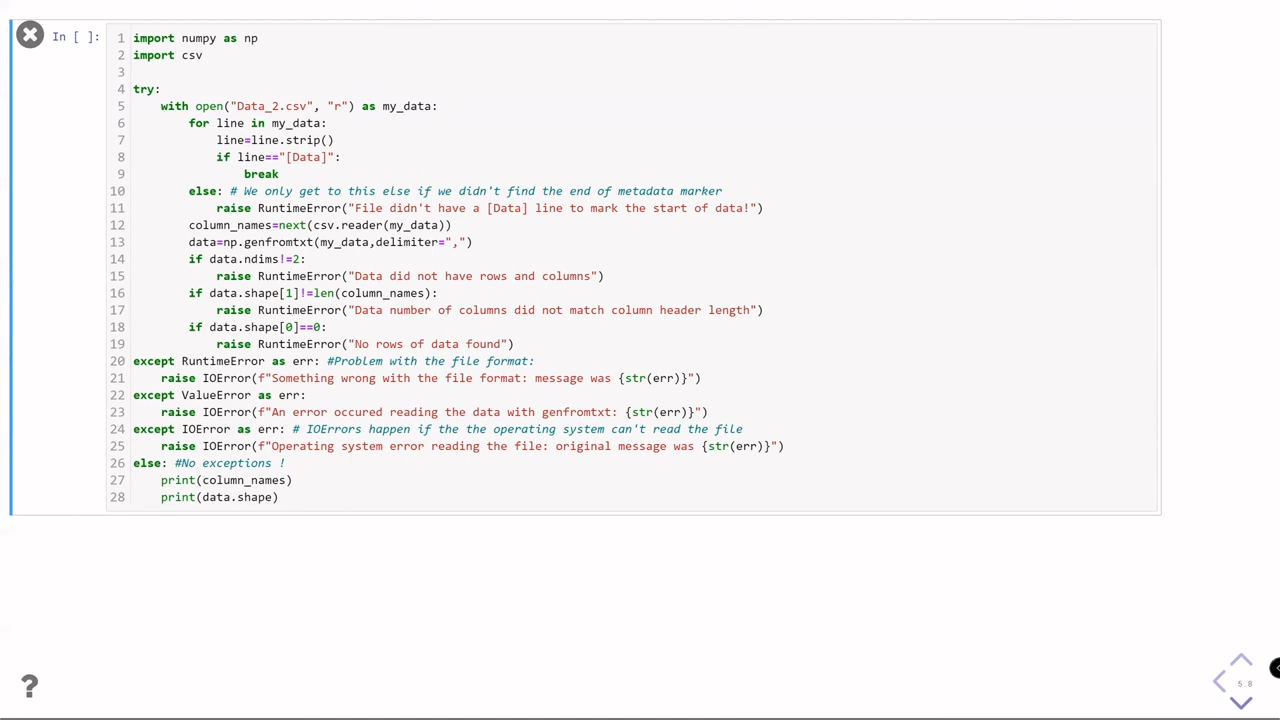 In [ ]:
1 import numpy as np
2 import csv
3
4 try:
5     with open("Data_2.csv", "r") as my_data:
6         for line in my_data:
7             line=line.strip()
8             if line=="[Data]":
9                 break
10         else: # We only get to this else if we didn't find the end of metadata marker
11             raise RuntimeError("File didn't have a [Data] line to mark the start of data!")
12         column_names=next(csv.reader(my_data))
13         data=np.genfromtxt(my_data,delimiter=",")
14         if data.ndims!=2:
15             raise RuntimeError("Data did not have rows and columns")
16         if data.shape[1]!=len(column_names):
17             raise RuntimeError("Data number of columns did not match column header length")
18         if data.shape[0]==0:
19             raise RuntimeError("No rows of data found")
20 except RuntimeError as err: #Problem with the file format:
21     raise IOError(f"Something wrong with the file format: message was {str(err)}")
22 except ValueError as err:
23     raise IOError(f"An error occured reading the data with genfromtxt: {str(err)}")
24 except IOError as err: # IOErrors happen if the the operating system can't read the file
25     raise IOError(f"Operating system error reading the file: original message was {str(err)}")
26 else: #No exceptions !
27     print(column_names)
28     print(data.shape)
?
5.8